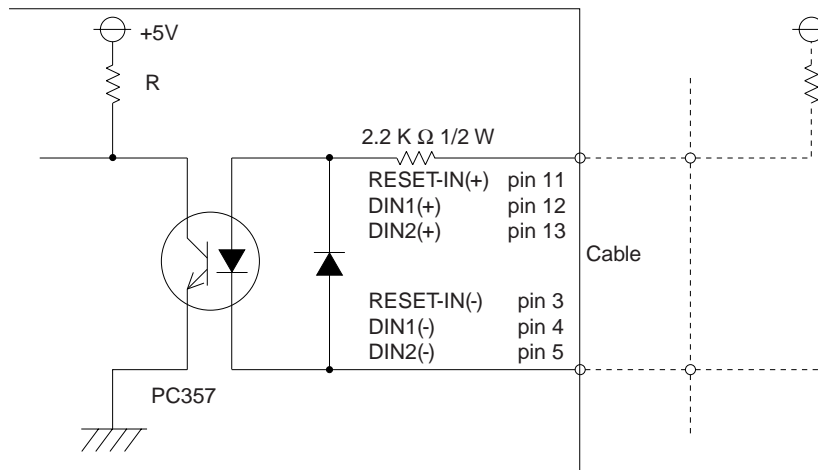 +5V
R
2.2 K Ω 1/2 W
RESET-IN(+) pin 11
DIN1(+) pin 12
DIN2(+) pin 13
Cable
RESET-IN(-) pin 3
DIN1(-) pin 4
DIN2(-) pin 5
PC357